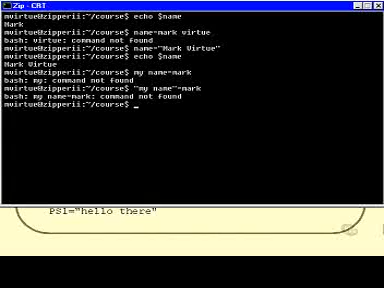 Zip - CRT
mvirtue@zipperii:~/course$ echo $name
Mark
mvirtue@zipperii:~/course$ name=mark virtue
bash: virtue: command not found
mvirtue@zipperii:~/course$ name="Mark Virtue"
mvirtue@zipperii:~/course$ echo $name
Mark Virtue
mvirtue@zipperii:~/course$ my name=mark
bash: my: command not found
mvirtue@zipperii:~/course$ "my name"=mark
bash: my name=mark: command not found
mvirtue@zipperii:~/course$ _
PS1="hello there"